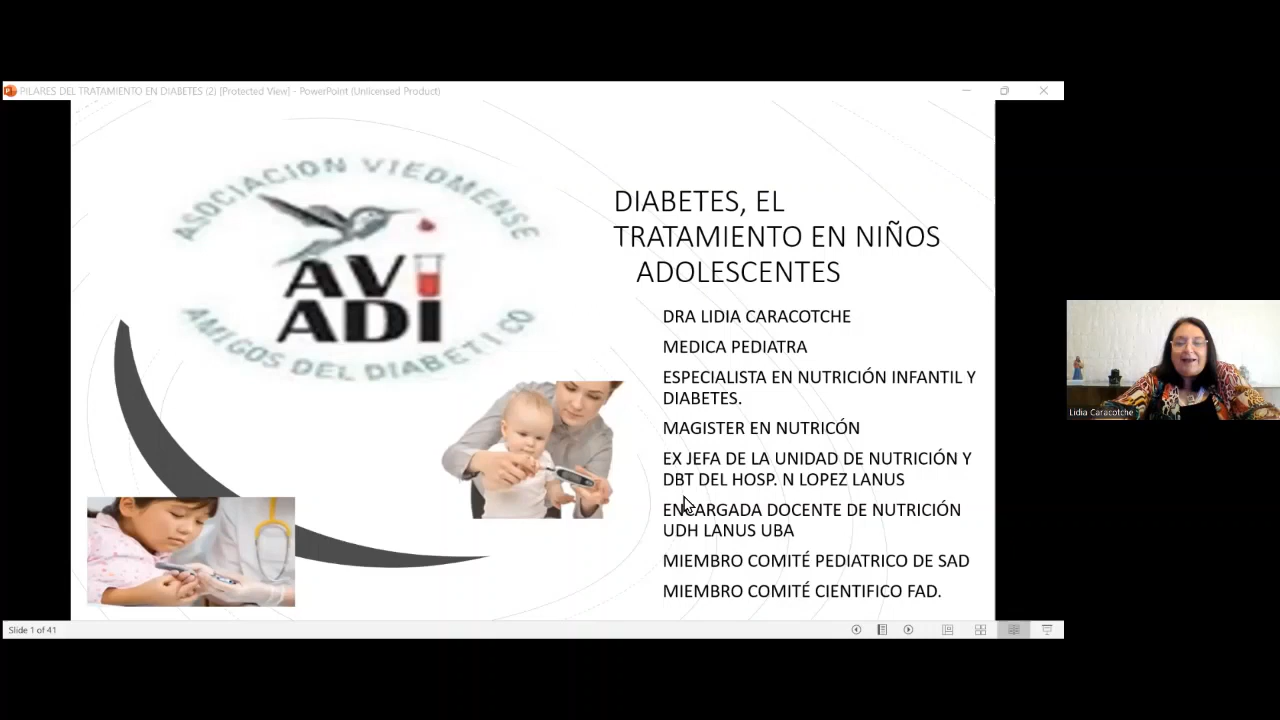 PILARES DEL TRATAMIENTO EN DIABETES (2) [Protected View] - PowerPoint (Unlicensed Product)
ASOCIACION VIEDMENSE
AVI
ADI
AMIGOS DEL DIABETICO
DIABETES, EL
TRATAMIENTO EN NIÑOS
ADOLESCENTES
DRA LIDIA CARACOTCHE
MEDICA PEDIATRA
ESPECIALISTA EN NUTRICIÓN INFANTIL Y
DIABETES.
MAGISTER EN NUTRICÓN
EX JEFA DE LA UNIDAD DE NUTRICIÓN Y
DBT DEL HOSP. N LOPEZ LANUS
ENCARGADA DOCENTE DE NUTRICIÓN
UDH LANUS UBA
MIEMBRO COMITÉ PEDIATRICO DE SAD
MIEMBRO COMITÉ CIENTIFICO FAD.
Lidia Caracotche
Slide 1 of 41